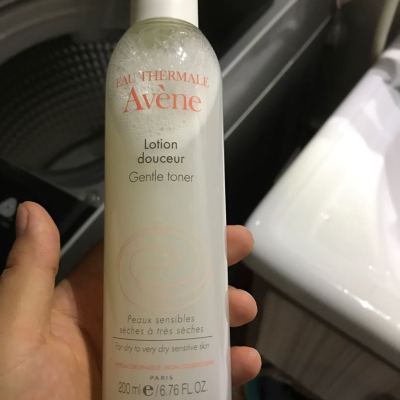 EAU THERMALE
Avène
Lotion
douceur
Gentle toner
Peaux sensibles
sèches à très sèches
For dry to very dry sensitive skin
PARIS
200 ml e/6.76 FL.OZ.